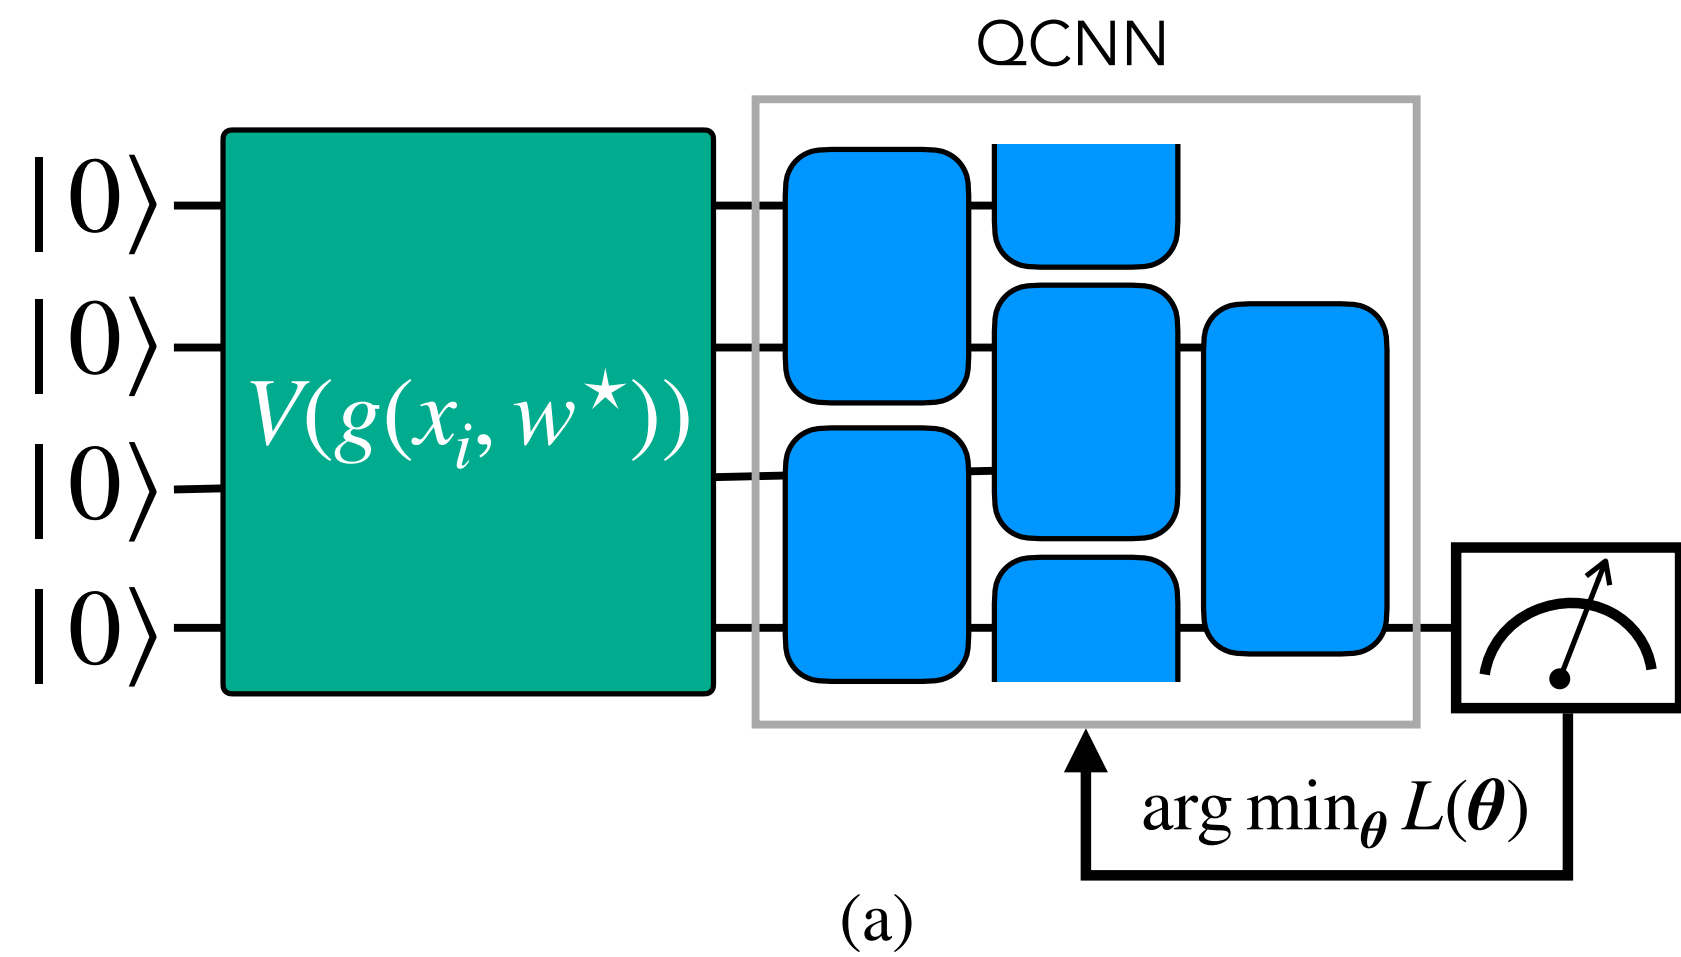 QCNN
|0⟩
|0⟩
|0⟩
|0⟩
V(g(xᵢ, w★))
arg min_θ L(θ)
(a)